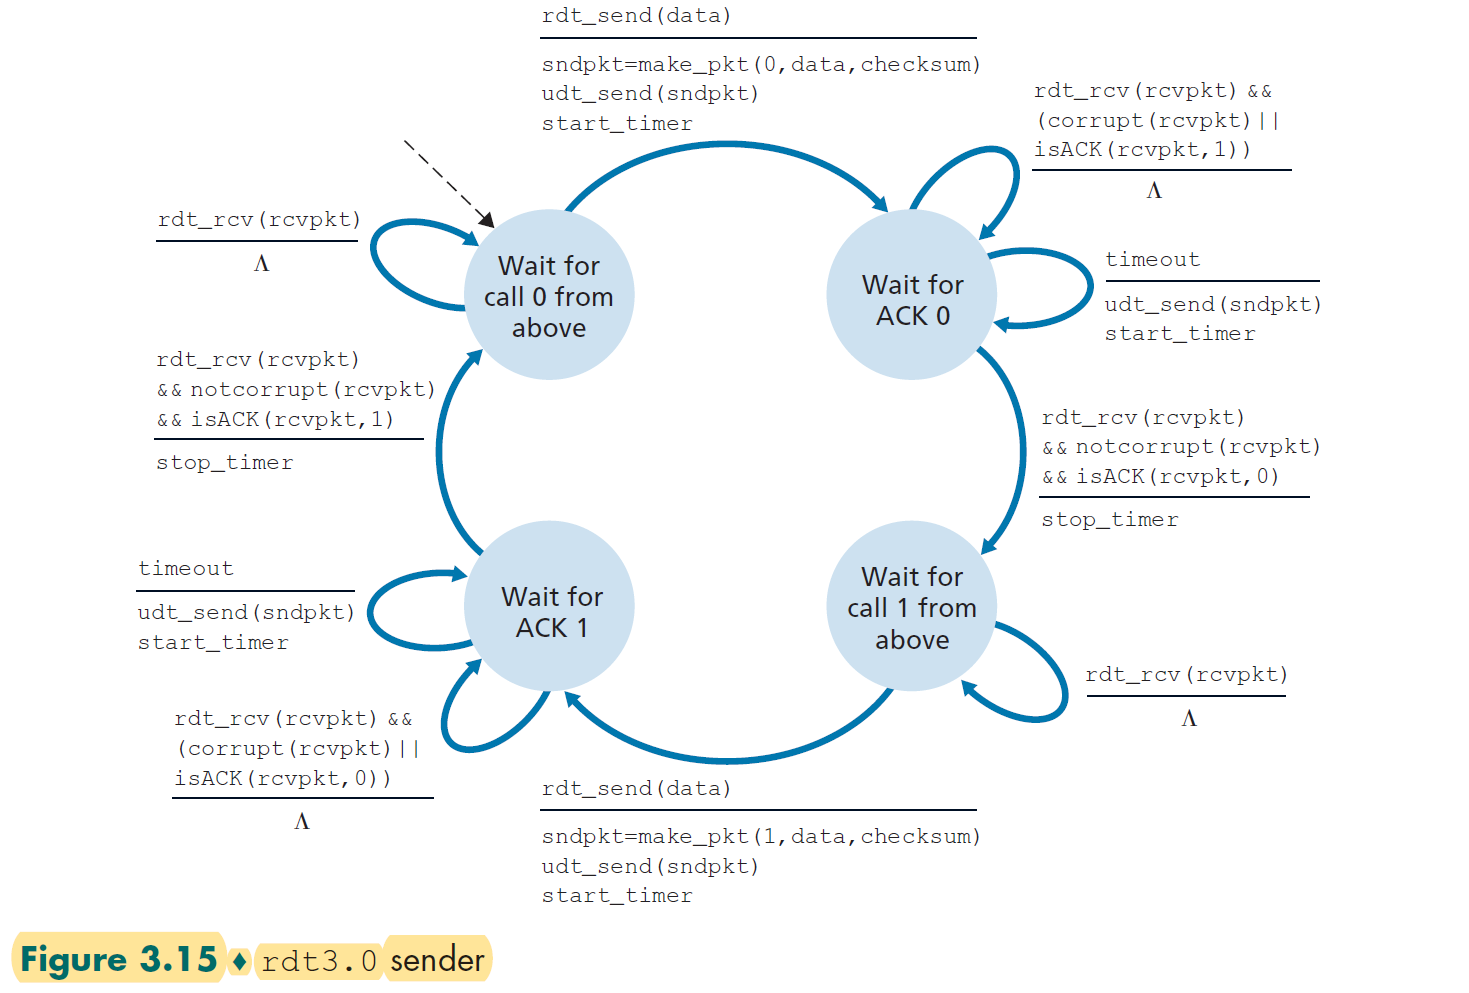 rdt_send(data)
sndpkt=make_pkt(0,data,checksum)
udt_send(sndpkt)
start_timer
rdt_rcv(rcvpkt) &&
(corrupt(rcvpkt)||
isACK(rcvpkt,1))
Λ
rdt_rcv(rcvpkt)
Λ
Wait for
call 0 from
above
Wait for
ACK 0
timeout
udt_send(sndpkt)
start_timer
rdt_rcv(rcvpkt)
&& notcorrupt(rcvpkt)
&& isACK(rcvpkt,1)
stop_timer
rdt_rcv(rcvpkt)
&& notcorrupt(rcvpkt)
&& isACK(rcvpkt,0)
stop_timer
timeout
udt_send(sndpkt)
start_timer
Wait for
ACK 1
Wait for
call 1 from
above
rdt_rcv(rcvpkt)
Λ
rdt_rcv(rcvpkt) &&
(corrupt(rcvpkt)||
isACK(rcvpkt,0))
Λ
rdt_send(data)
sndpkt=make_pkt(1,data,checksum)
udt_send(sndpkt)
start_timer
Figure 3.15 ♦ rdt3.0 sender